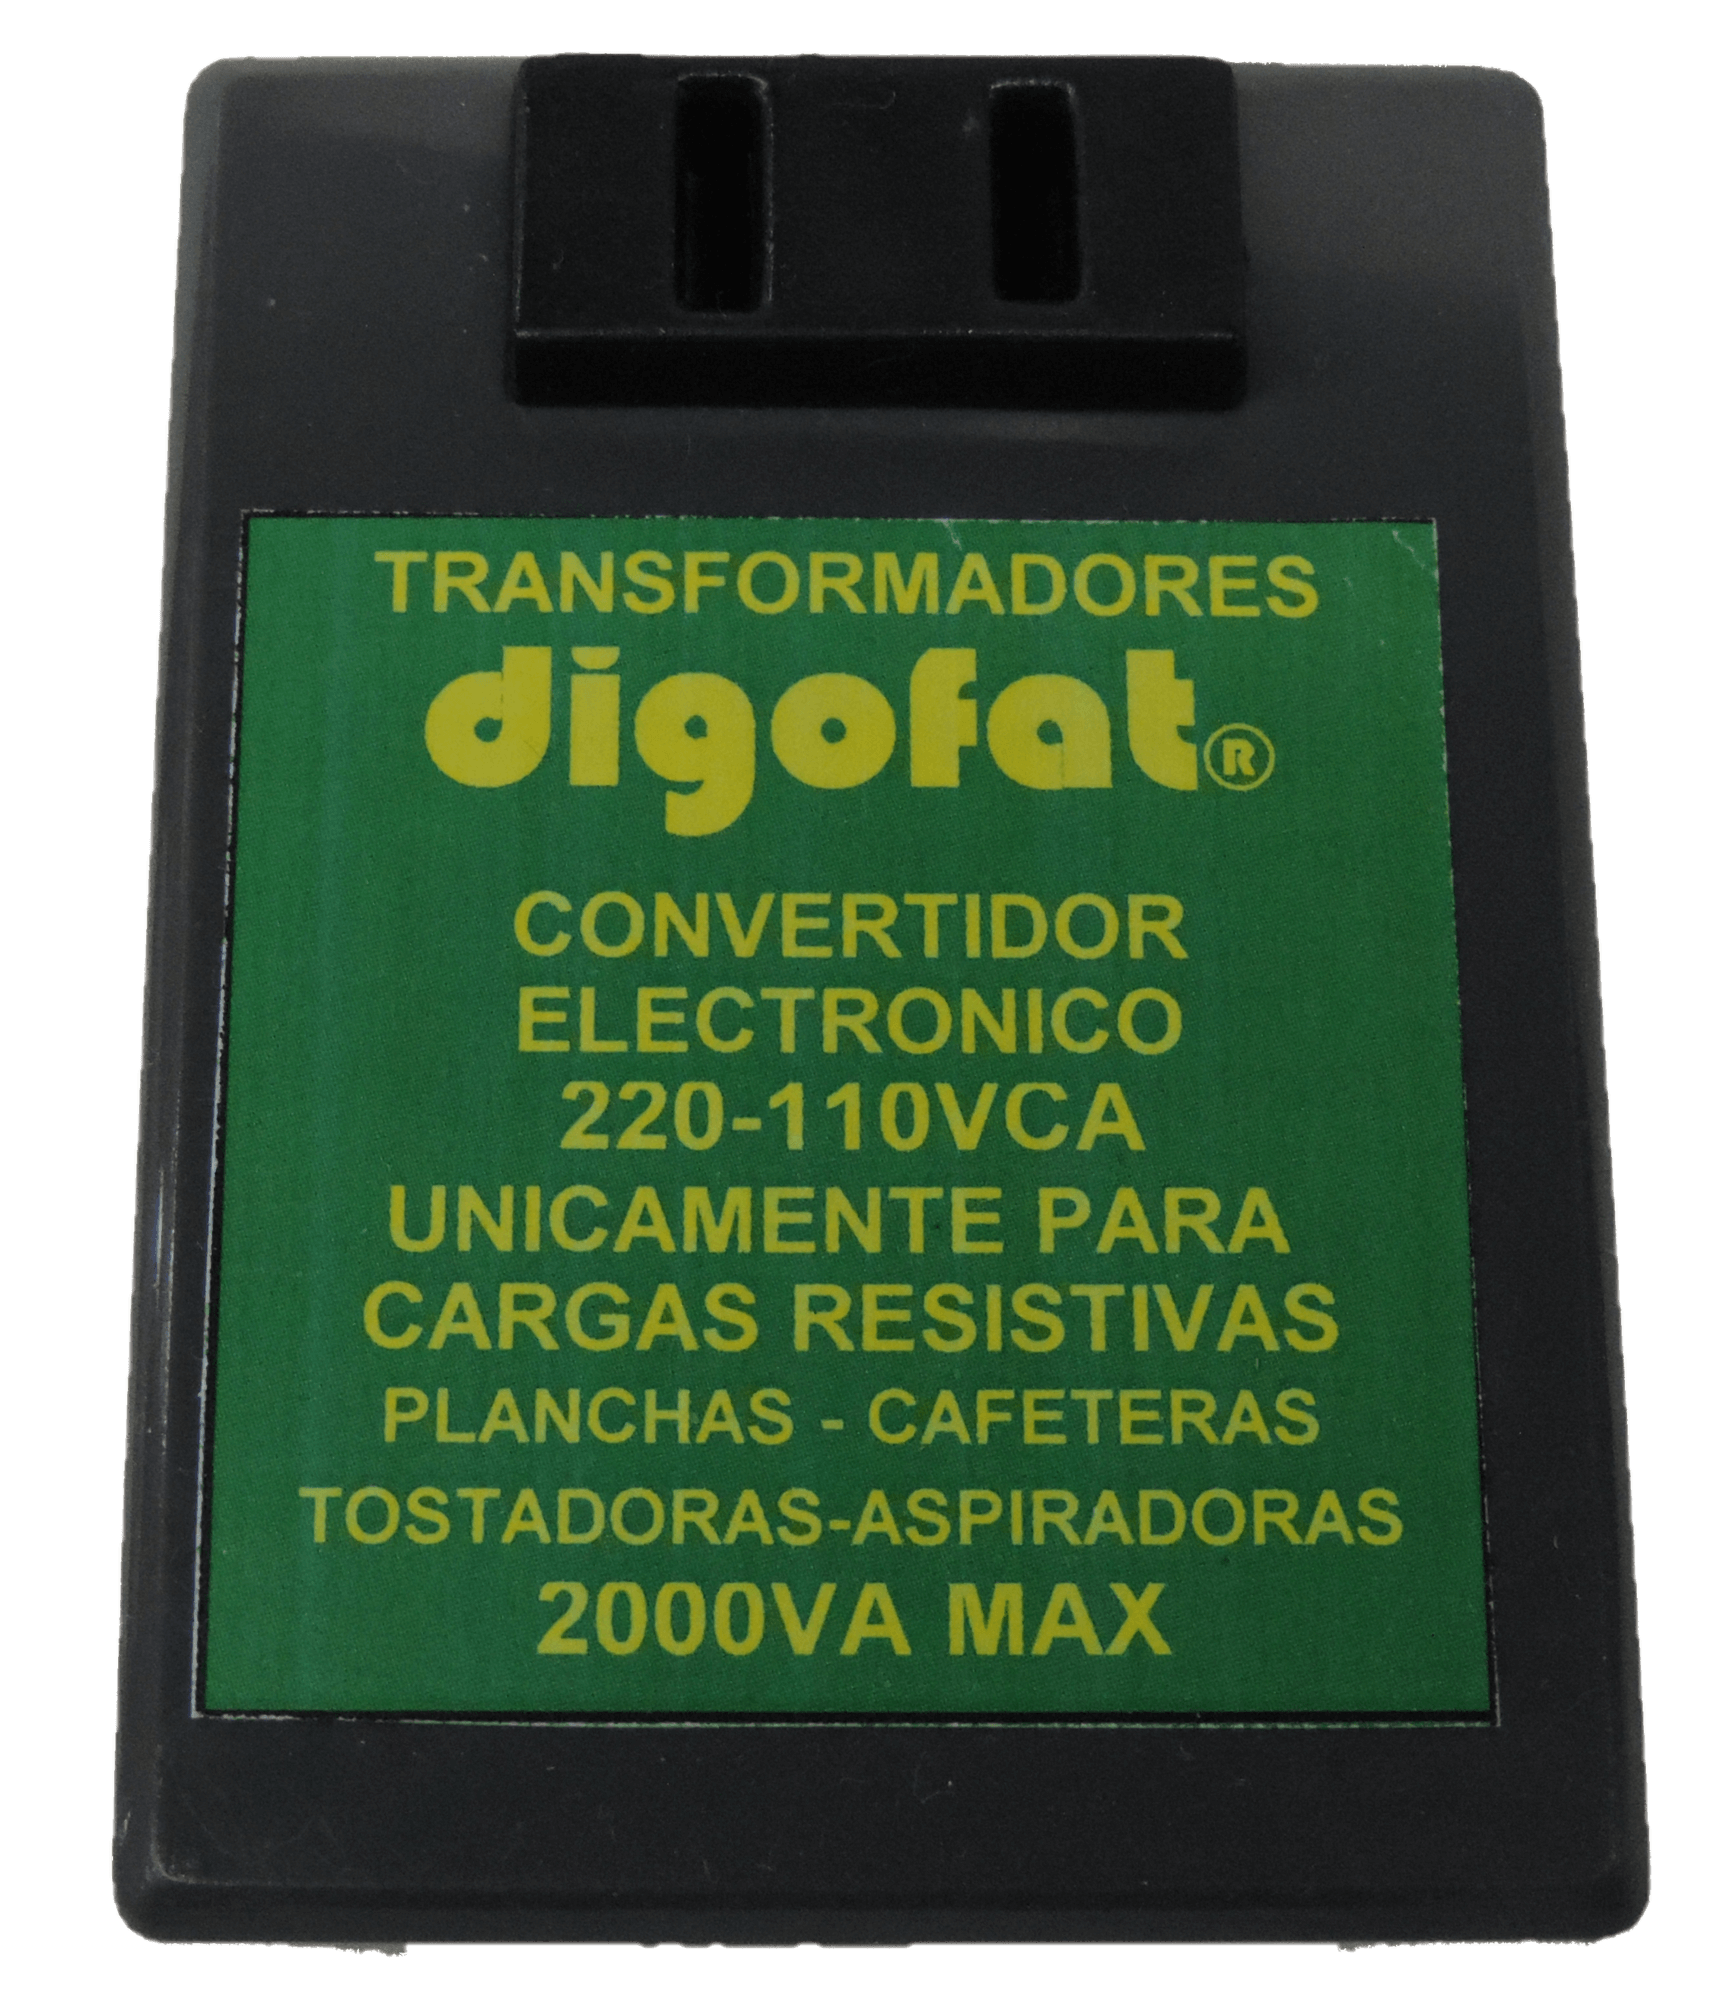 TRANSFORMADORES
digofat®
CONVERTIDOR
ELECTRONICO
220-110VCA
UNICAMENTE PARA
CARGAS RESISTIVAS
PLANCHAS - CAFETERAS
TOSTADORAS-ASPIRADORAS
2000VA MAX